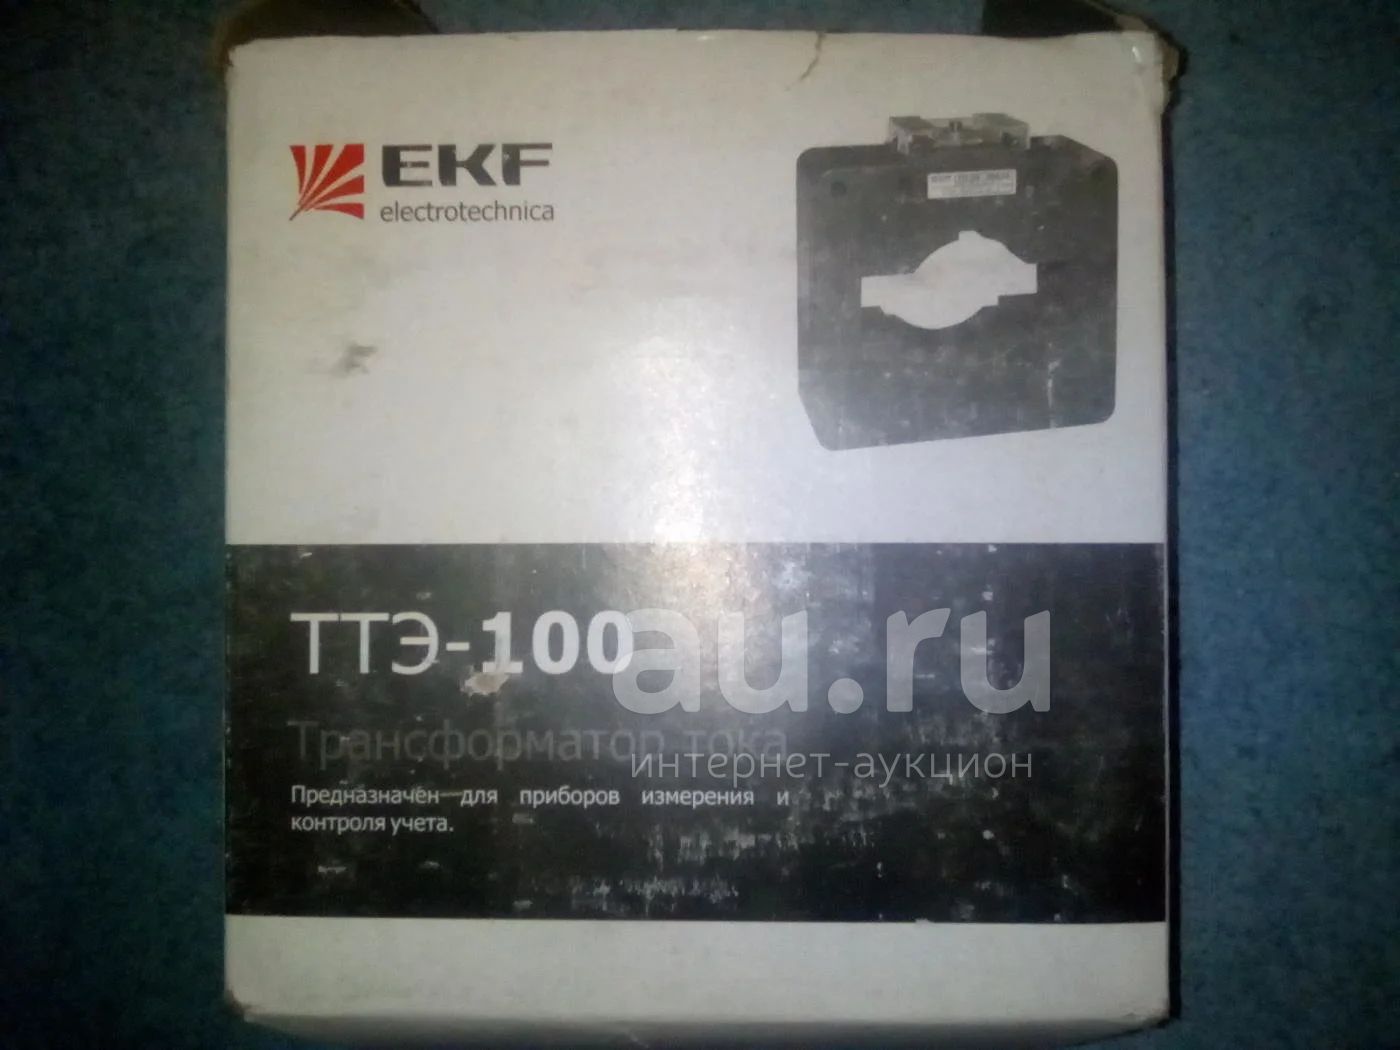 EKF
electrotechnica
ТТЭ-100
au.ru
Трансформатор тока
интернет-аукцион
Предназначен для приборов измерения и
контроля учета.